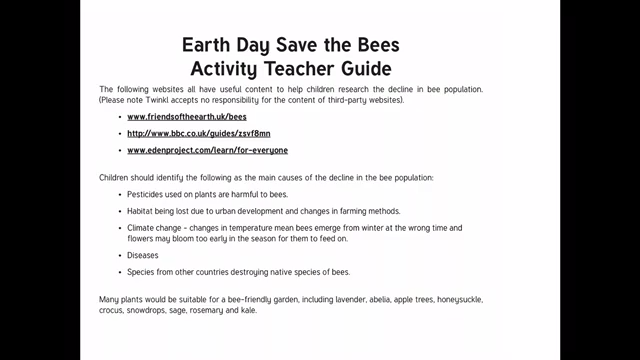 Earth Day Save the Bees
Activity Teacher Guide
The following websites all have useful content to help children research the decline in bee population.
(Please note Twinkl accepts no responsibility for the content of third-party websites).
• www.friendsoftheearth.uk/bees
• http://www.bbc.co.uk/guides/zsvf8mn
• www.edenproject.com/learn/for-everyone
Children should identify the following as the main causes of the decline in the bee population:
• Pesticides used on plants are harmful to bees.
• Habitat being lost due to urban development and changes in farming methods.
• Climate change - changes in temperature mean bees emerge from winter at the wrong time and
flowers may bloom too early in the season for them to feed on.
• Diseases
• Species from other countries destroying native species of bees.
Many plants would be suitable for a bee-friendly garden, including lavender, abelia, apple trees, honeysuckle,
crocus, snowdrops, sage, rosemary and kale.